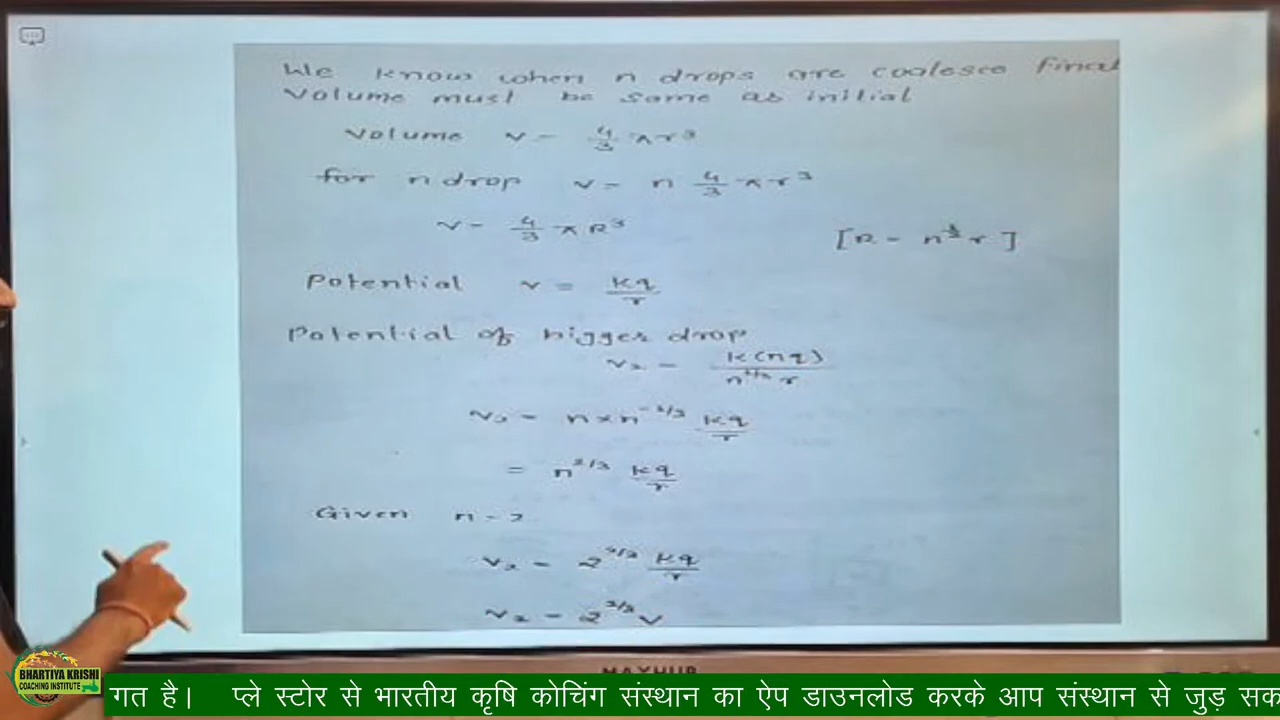 We know when n drops are coalesce final
volume must be same as initial
Volume v - 4/3 πr³
for n drop v - n 4/3 πr³
v - 4/3 πR³
[R - n^1/3 r]
Potential v = kq/r
Potential of bigger drop
v₂ - k(nq)/n^1/3 r
v₂ - n×n^-1/3 kq/r
= n^2/3 kq/r
Given n - 2
v₂ - 2^2/3 kq/r
v₂ - 2^2/3 v
BHARTIYA KRISHI
COACHING INSTITUTE
गत है। प्ले स्टोर से भारतीय कृषि कोचिंग संस्थान का ऐप डाउनलोड करके आप संस्थान से जुड़ सक